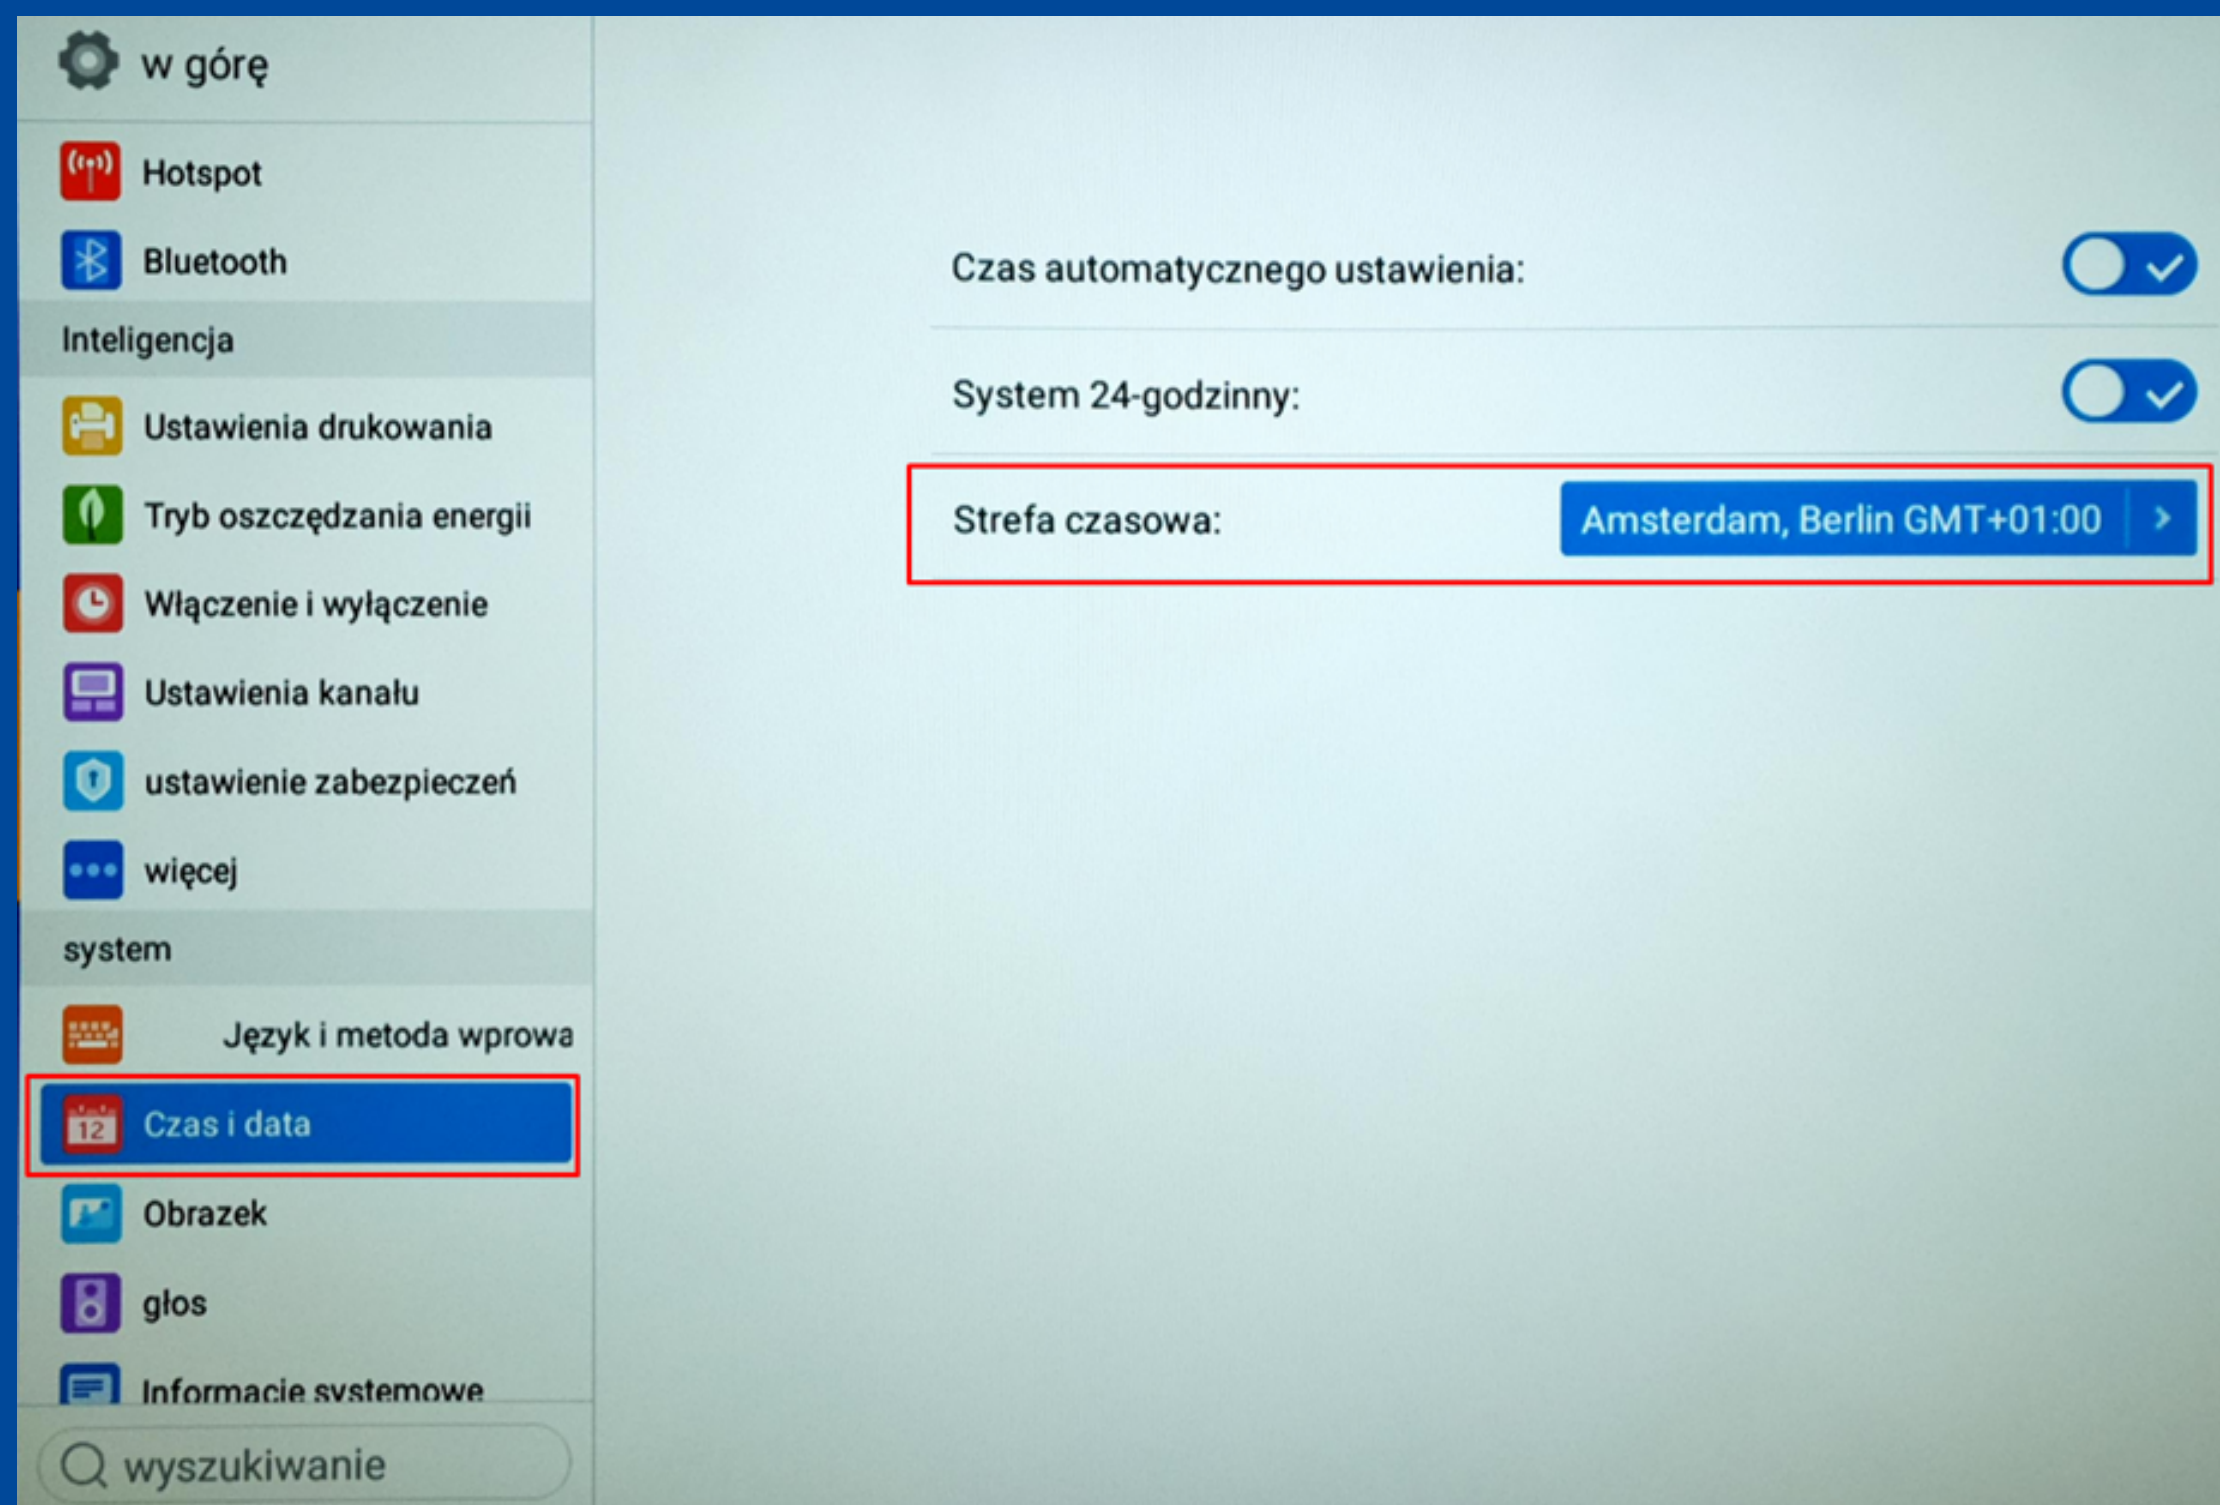 w górę
Hotspot
Bluetooth
Inteligencja
Ustawienia drukowania
Tryb oszczędzania energii
Włączenie i wyłączenie
Ustawienia kanału
ustawienie zabezpieczeń
więcej
system
Język i metoda wprowa
12 Czas i data
Obrazek
głos
Informacje systemowe
wyszukiwanie
Czas automatycznego ustawienia:
System 24-godzinny:
Strefa czasowa: Amsterdam, Berlin GMT+01:00